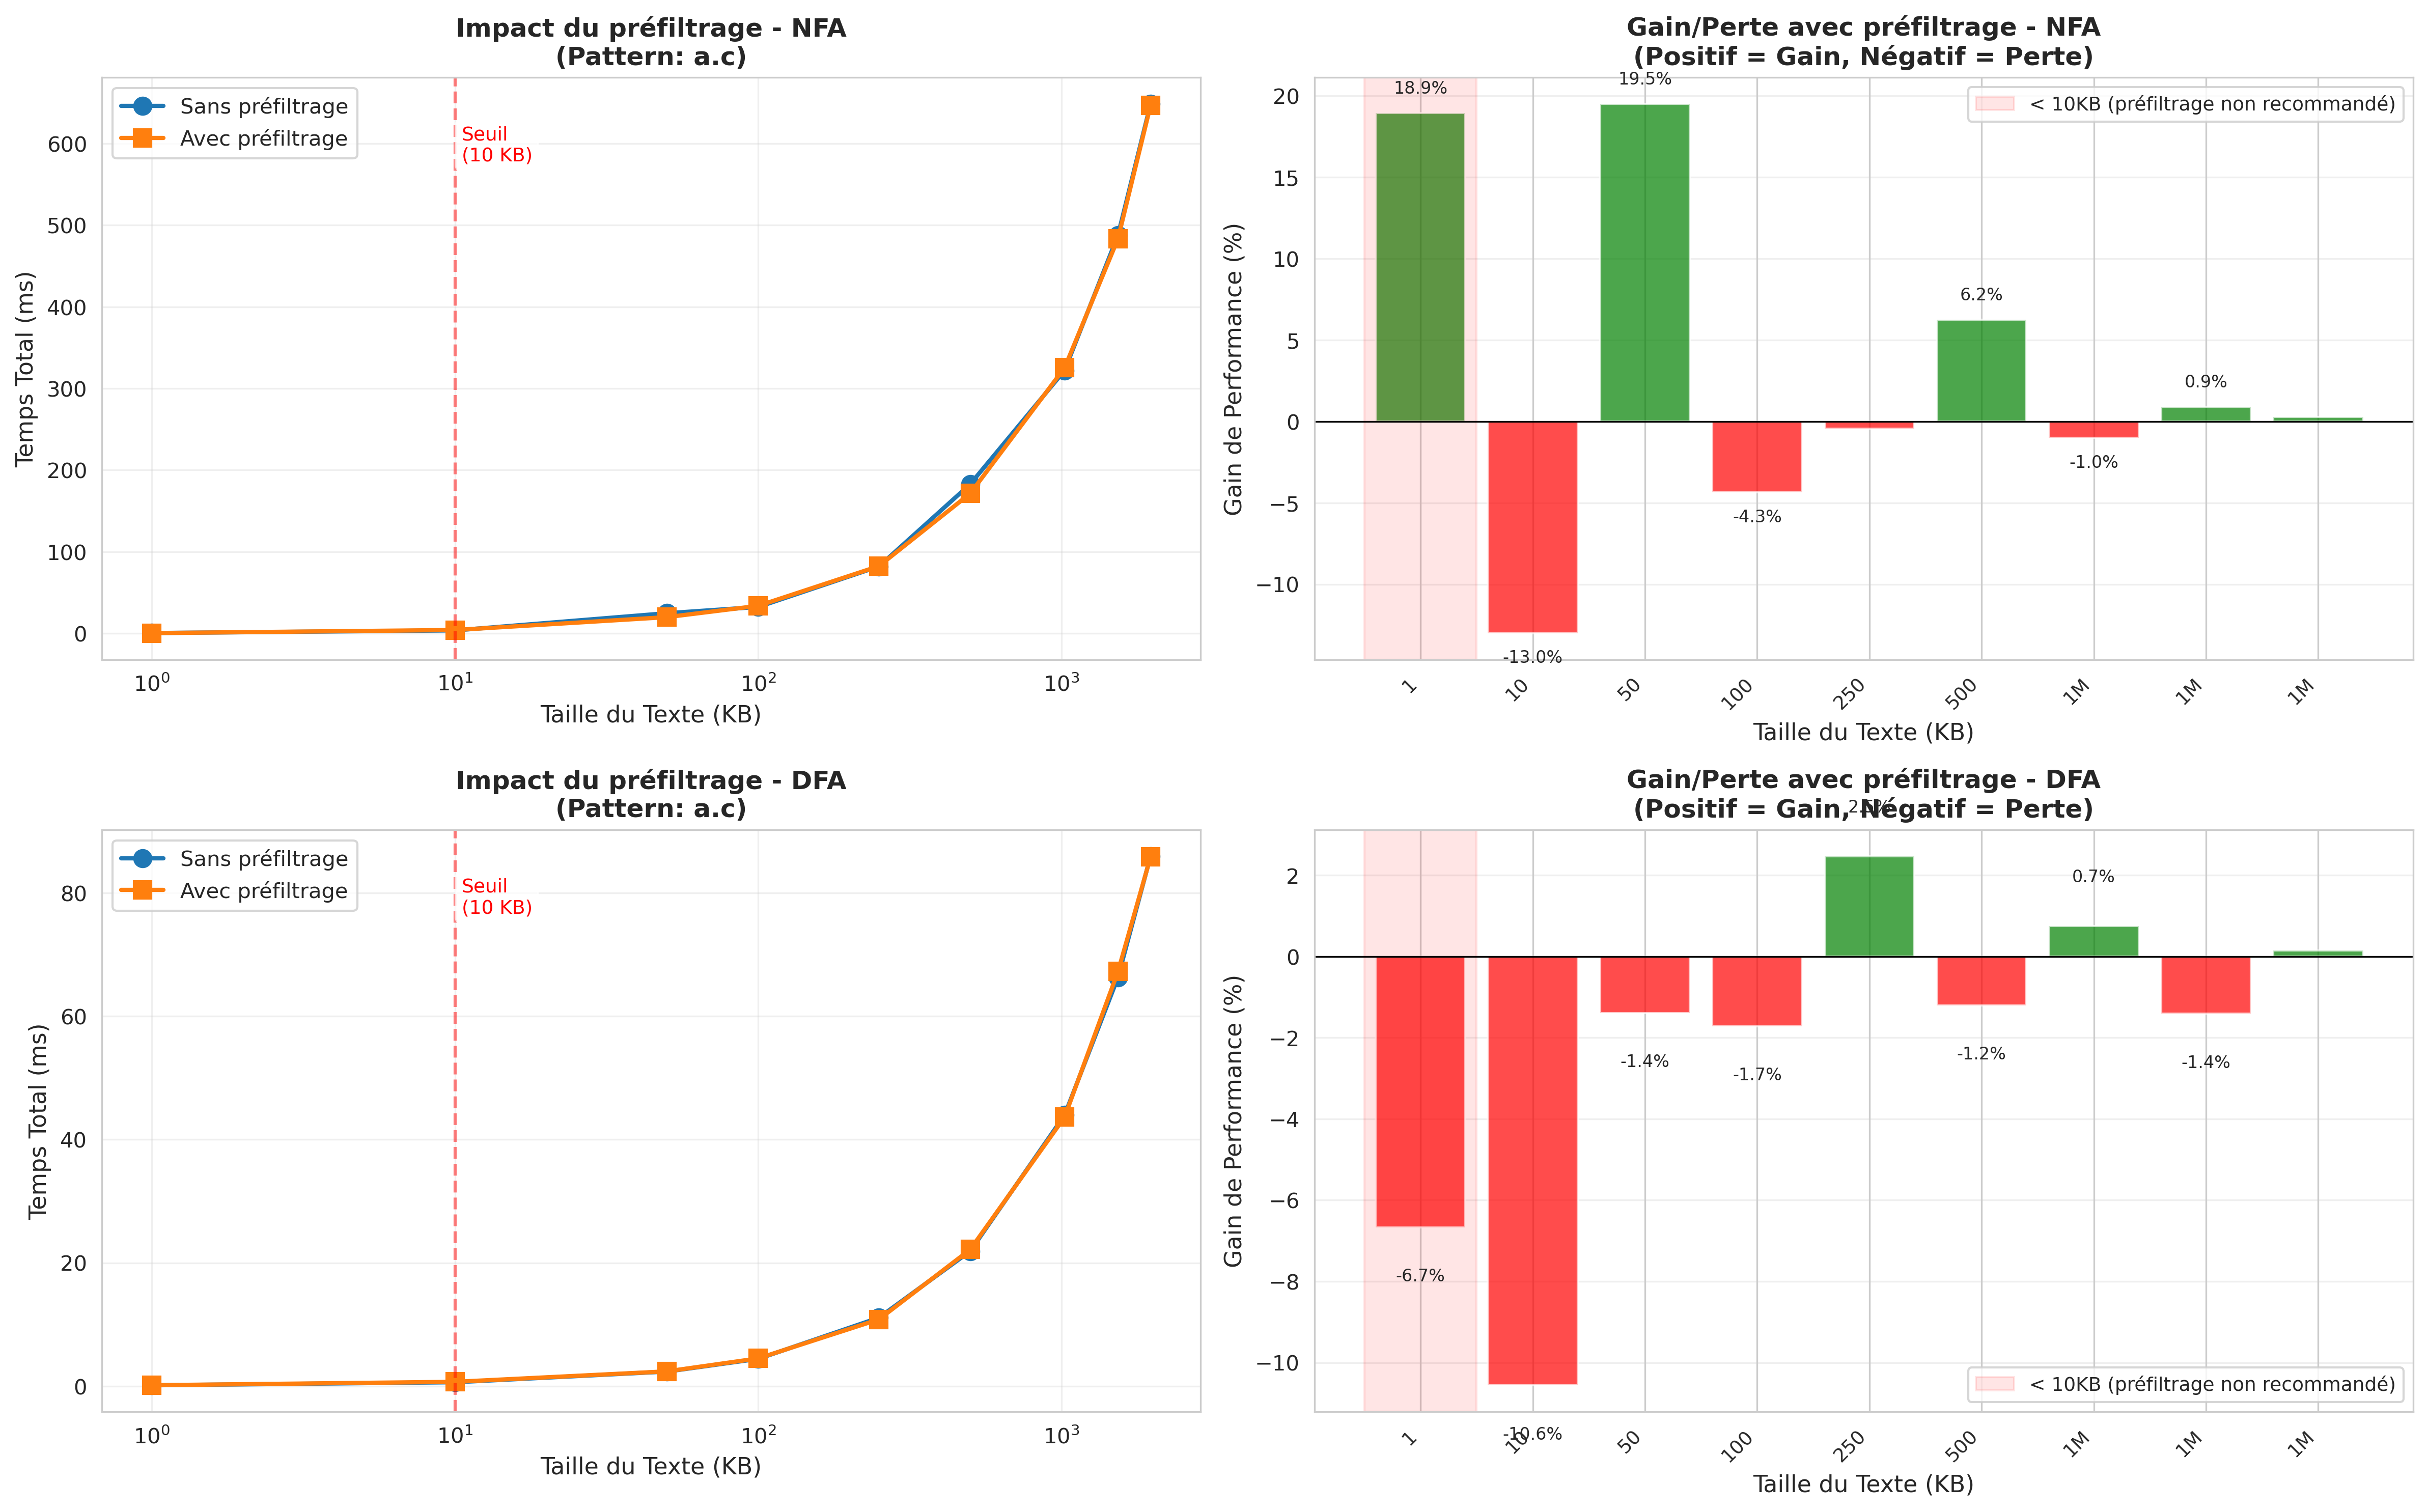 Impact du préfiltrage - NFA
(Pattern: a.c)
Sans préfiltrage
Avec préfiltrage
Seuil
(10 KB)
600
500
400
300
200
100
0
Temps Total (ms)
10⁰
10¹
10²
10³
Taille du Texte (KB)
Gain/Perte avec préfiltrage - NFA
(Positif = Gain, Négatif = Perte)
< 10KB (préfiltrage non recommandé)
18.9%
-13.0%
19.5%
-4.3%
6.2%
-1.0%
0.9%
20
15
10
5
0
−5
−10
Gain de Performance (%)
1
10
50
100
250
500
1M
1M
1M
Taille du Texte (KB)
Impact du préfiltrage - DFA
(Pattern: a.c)
Sans préfiltrage
Avec préfiltrage
Seuil
(10 KB)
80
60
40
20
0
Temps Total (ms)
10⁰
10¹
10²
10³
Taille du Texte (KB)
Gain/Perte avec préfiltrage - DFA
(Positif = Gain, Négatif = Perte)
-6.7%
-10.6%
-1.4%
-1.7%
-1.2%
0.7%
-1.4%
2
0
−2
−4
−6
−8
−10
Gain de Performance (%)
< 10KB (préfiltrage non recommandé)
1
10
50
100
250
500
1M
1M
1M
Taille du Texte (KB)